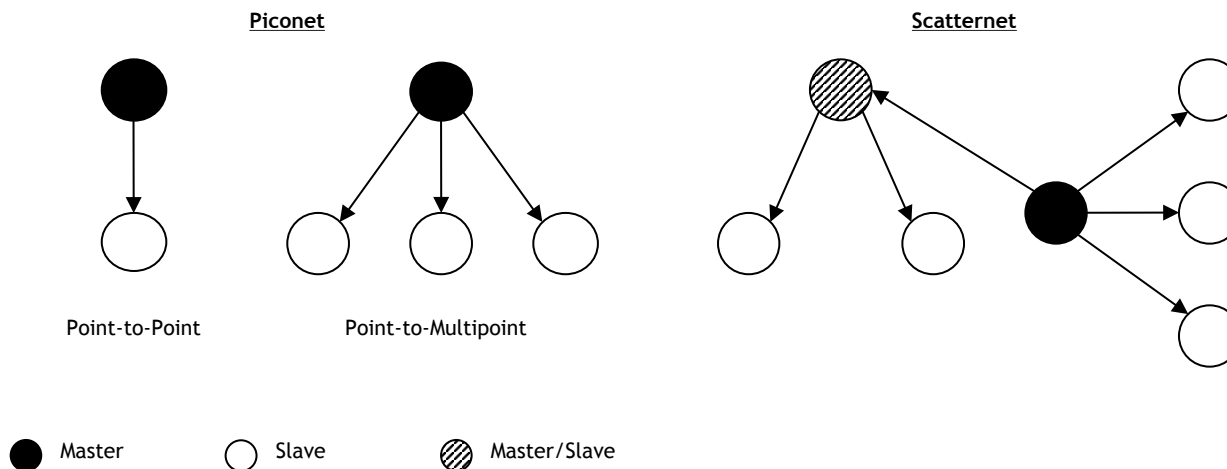 Piconet
Scatternet
Point-to-Point
Point-to-Multipoint
Master
Slave
Master/Slave